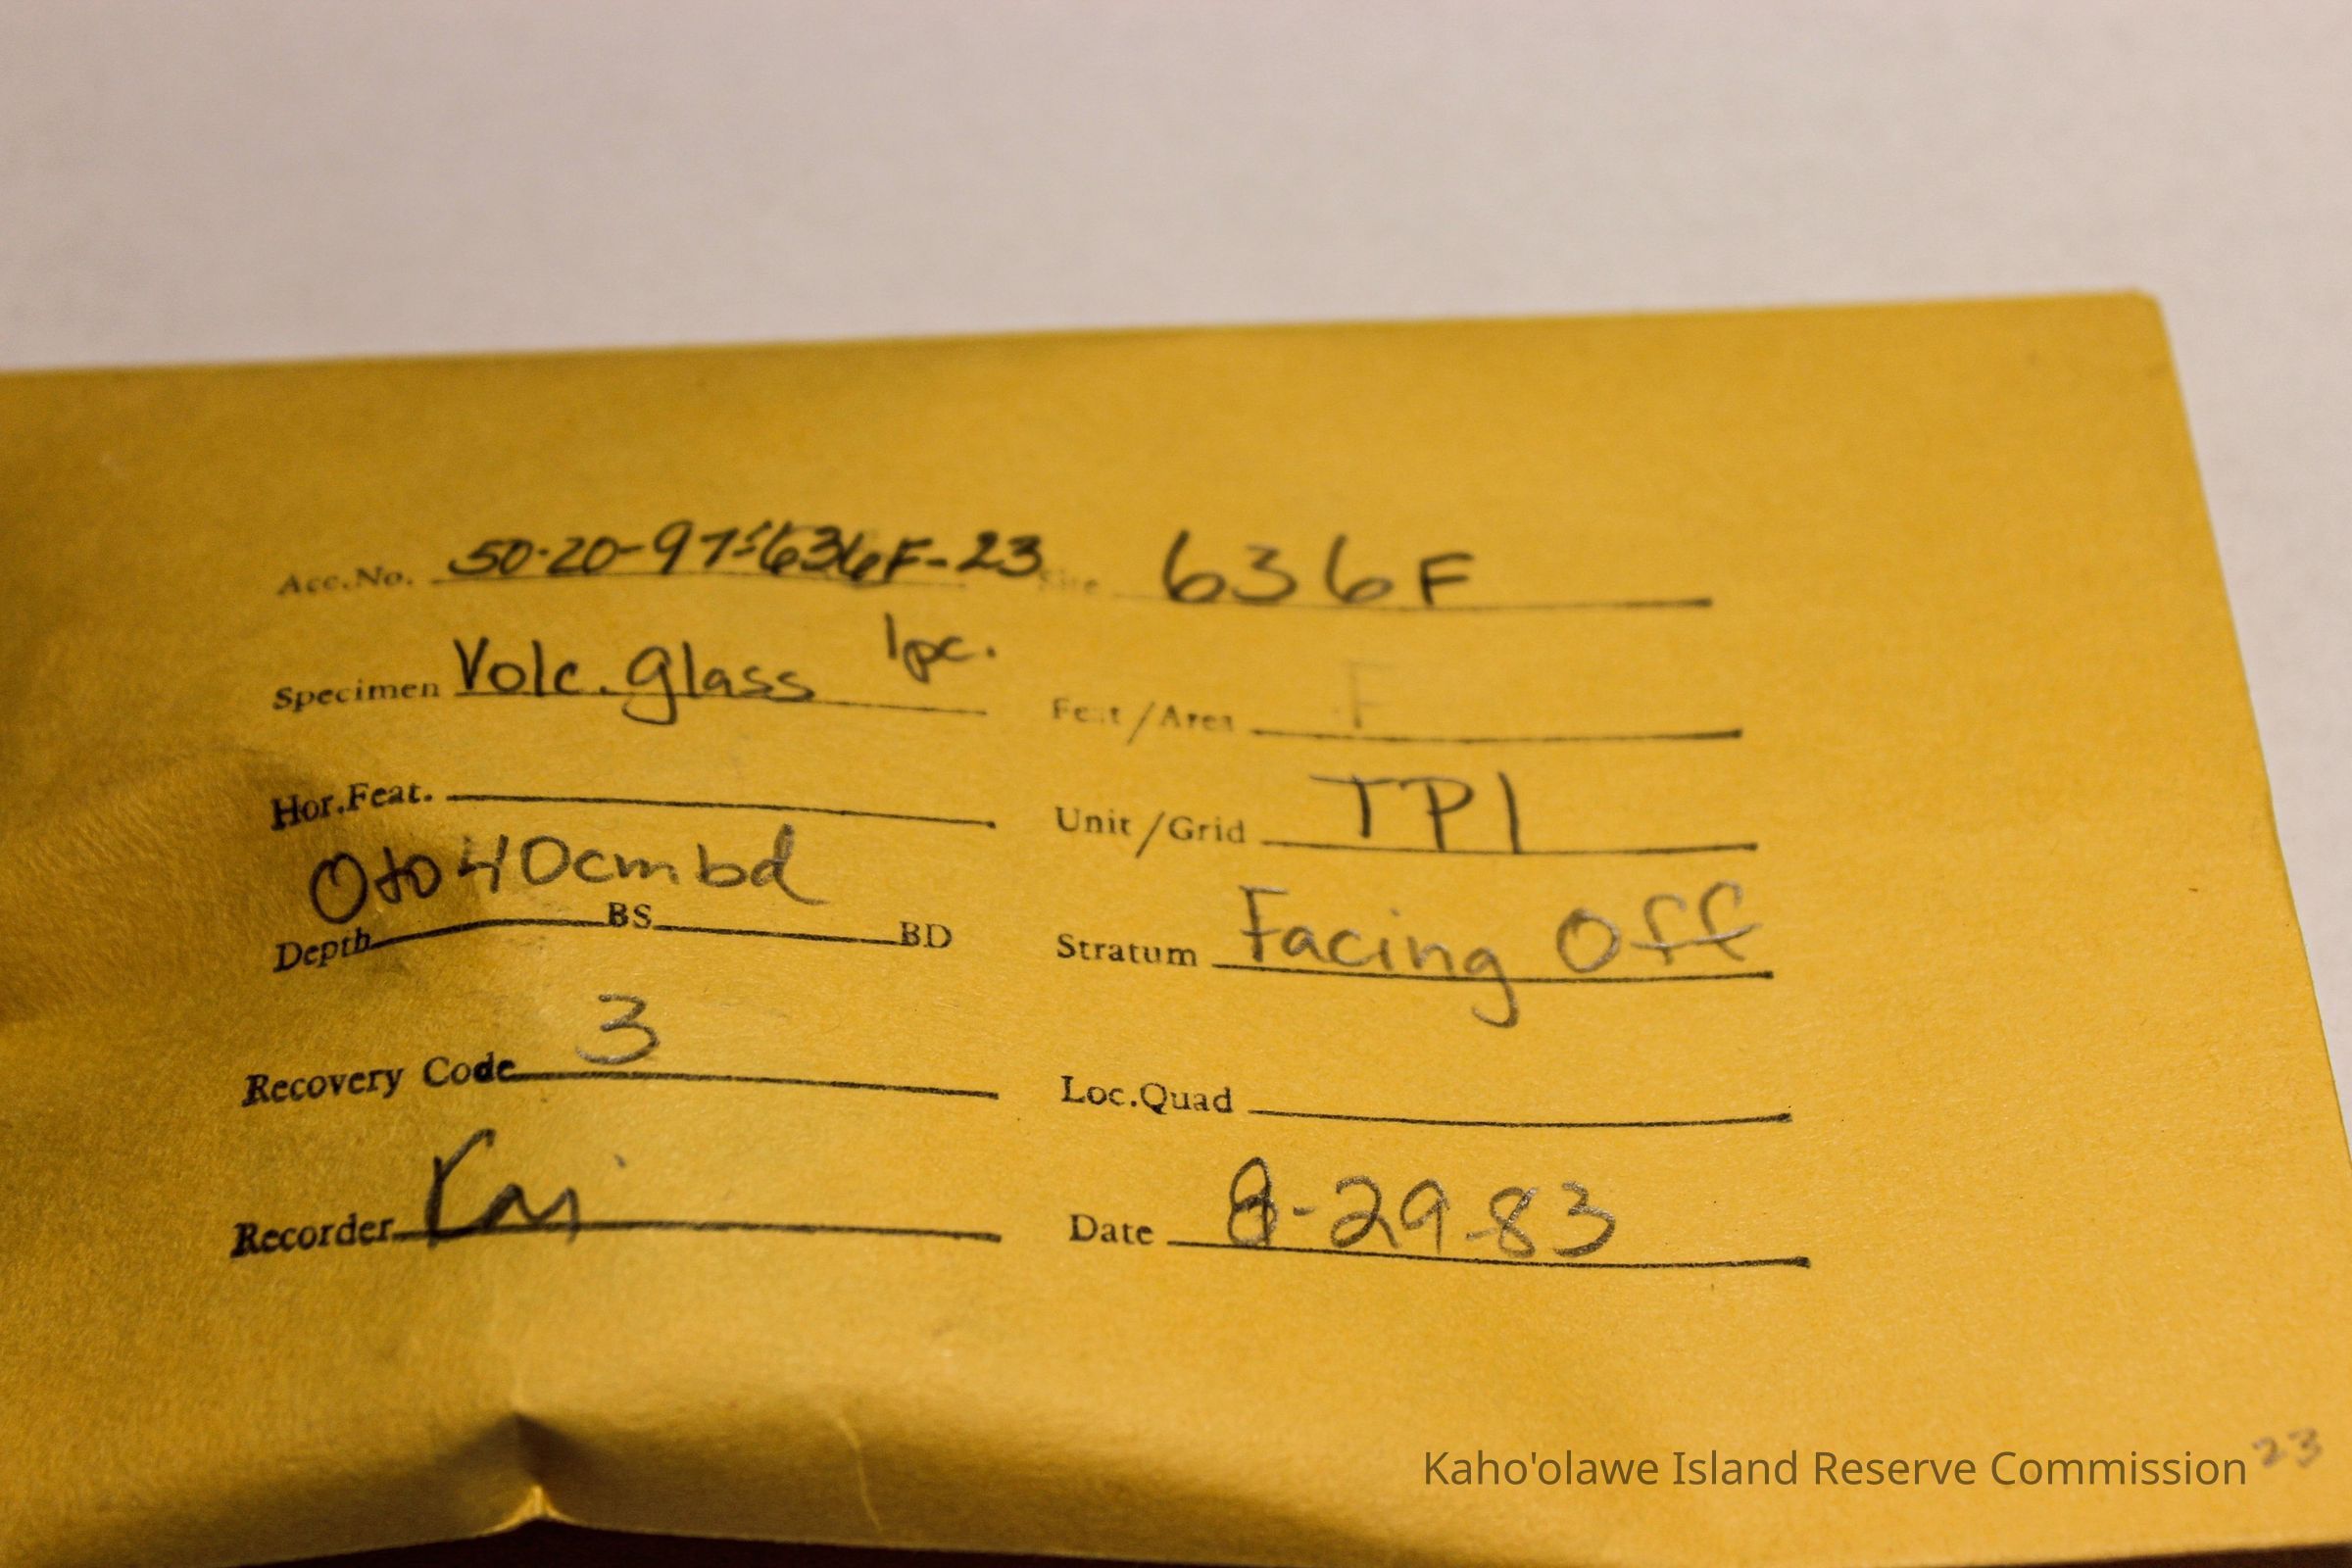 Acc.No. 50-20-97-636F-23 Site 636F
Specimen Volc. glass 1pc. Feat/Area F
Hor.Feat. Unit/Grid TP1
0 to 40cmbd
Depth BS BD Stratum Facing Off
Recovery Code 3 Loc.Quad
Recorder Date 8-29-83
Kaho'olawe Island Reserve Commission 23